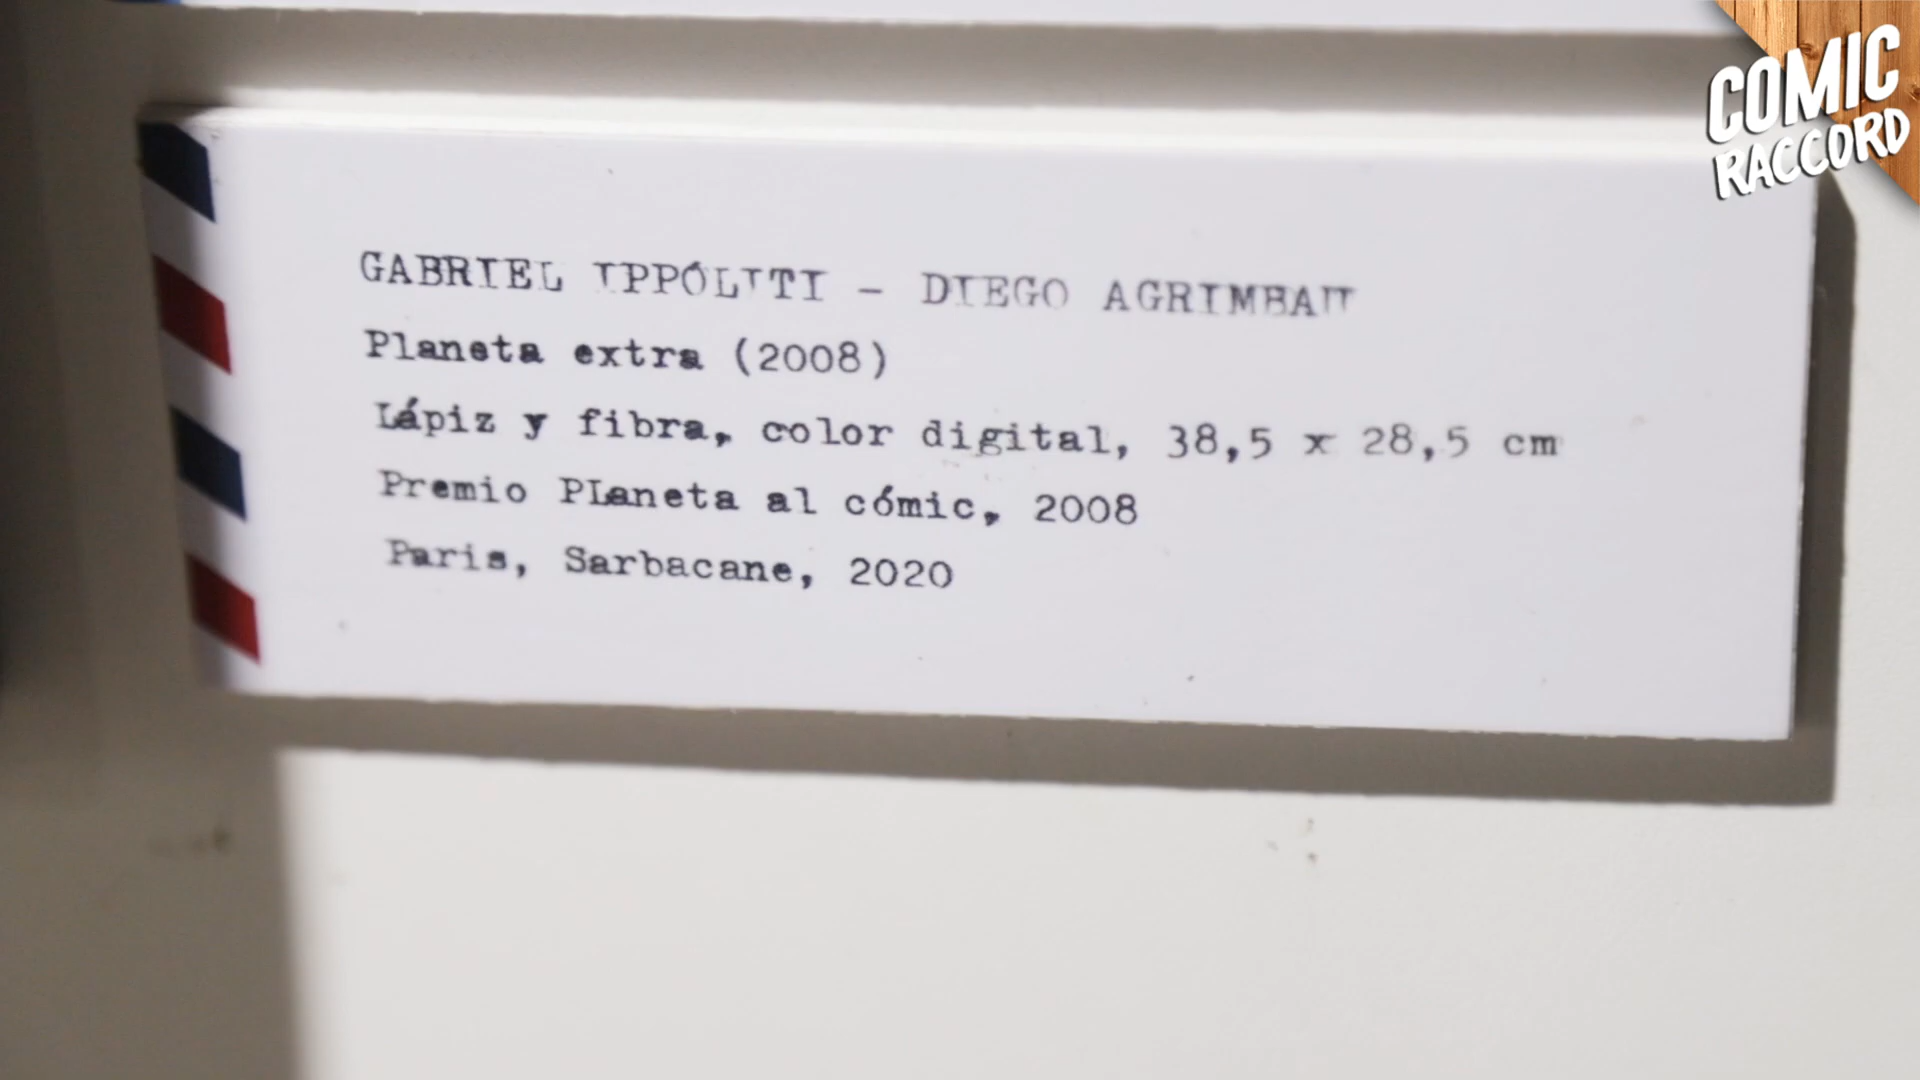 COMIC
RACCORD
GABRIEL IPPÓLITI - DIEGO AGRIMBAU
Planeta extra (2008)
Lápiz y fibra, color digital, 38,5 x 28,5 cm
Premio Planeta al cómic, 2008
Paris, Sarbacane, 2020